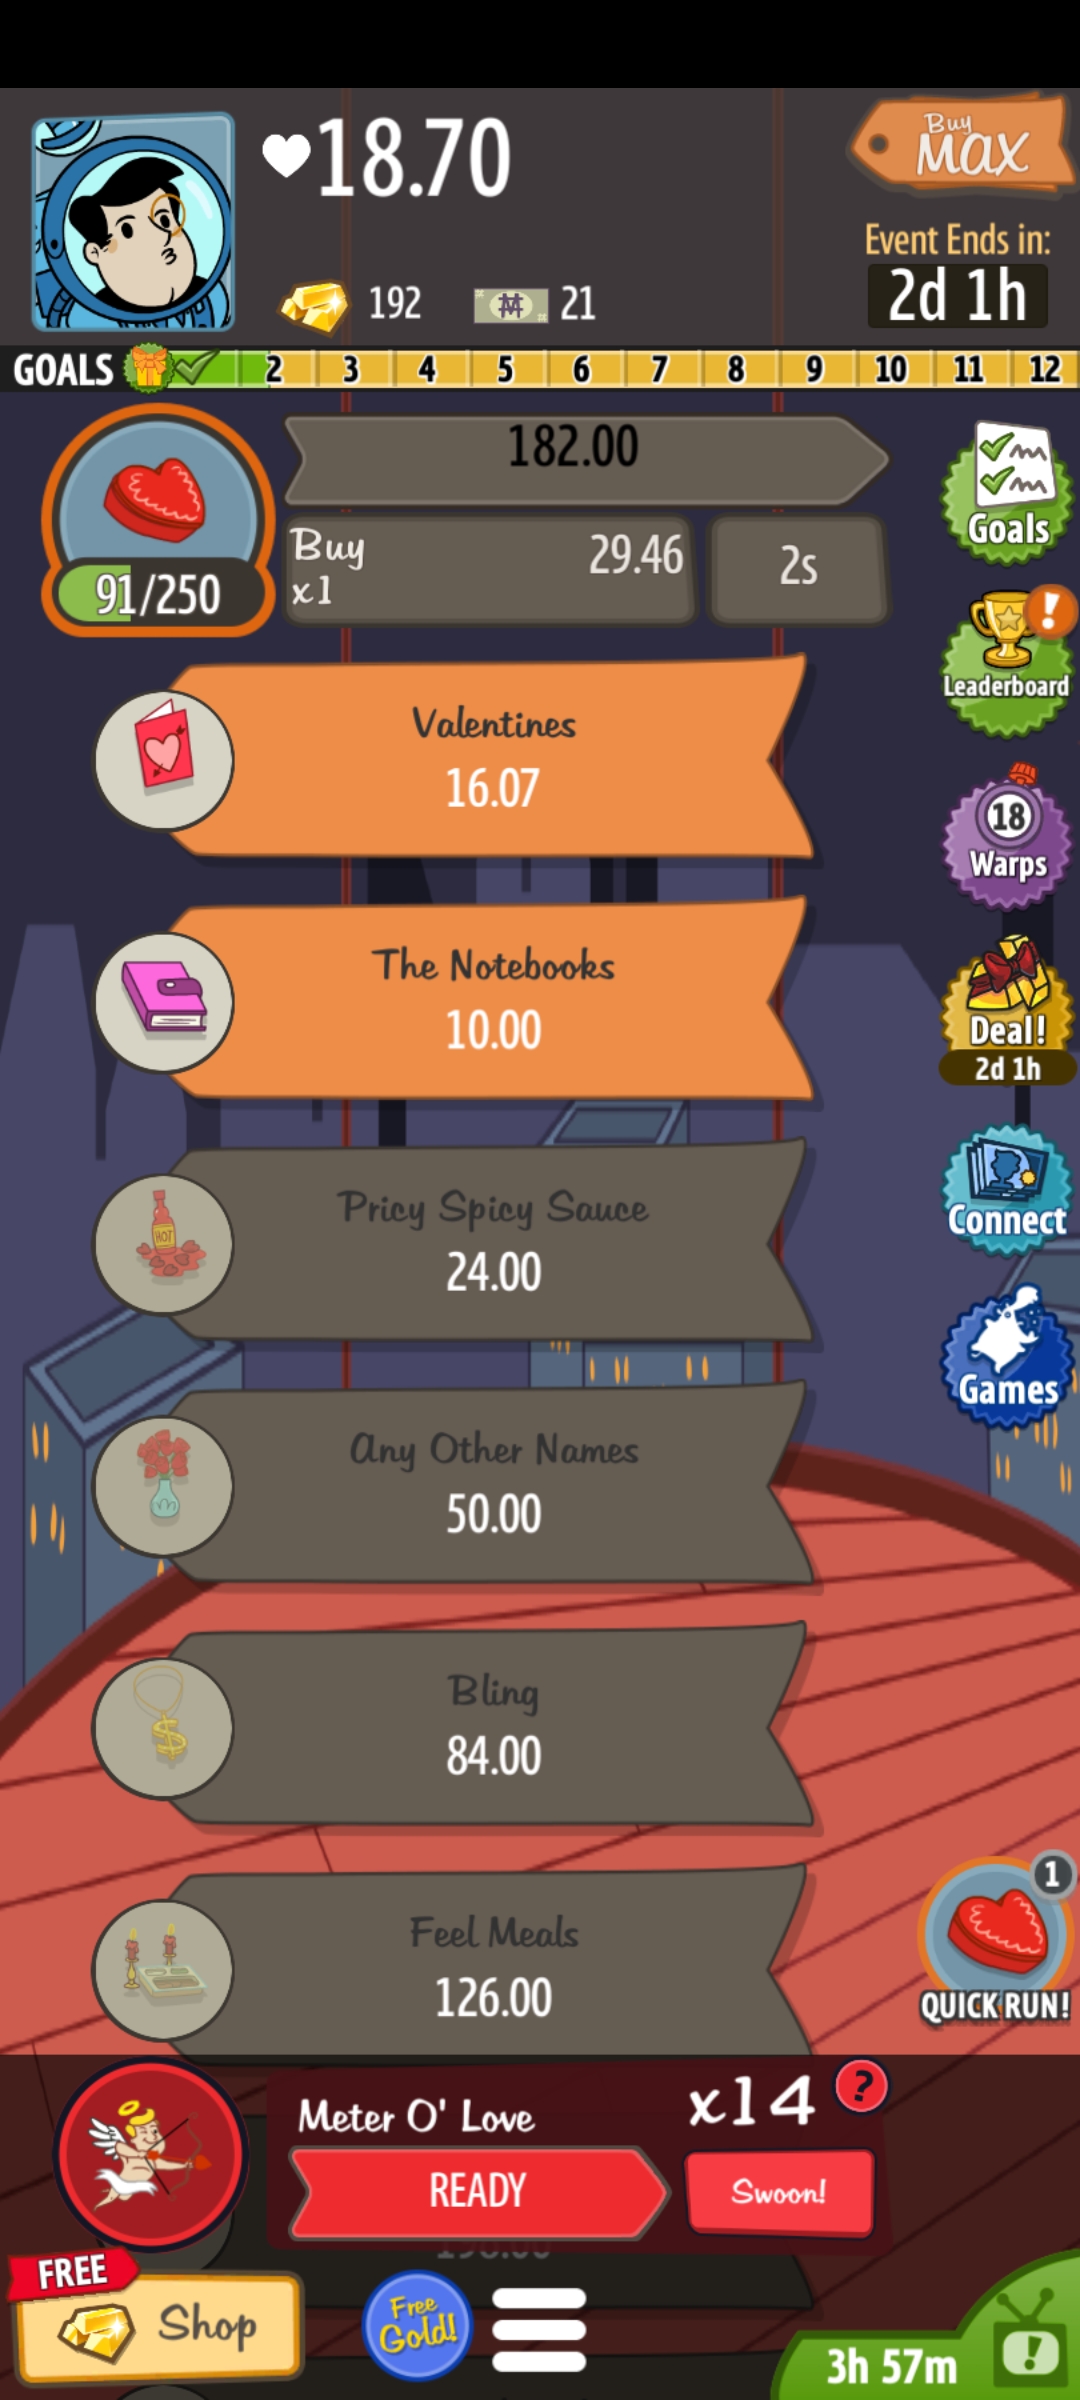 18.70
Buy
MAX
192
21
Event Ends in:
2d 1h
GOALS 2 3 4 5 6 7 8 9 10 11 12
182.00
91/250
Buy
x1
29.46
2s
Goals
Leaderboard
Valentines
16.07
18
Warps
The Notebooks
10.00
Deal!
2d 1h
Pricy Spicy Sauce
24.00
HOT
Connect
Any Other Names
50.00
Games
Bling
84.00
Feel Meals
126.00
1
QUICK RUN!
Meter O' Love
x14
?
READY
Swoon!
FREE
Shop
Free
Gold!
3h 57m